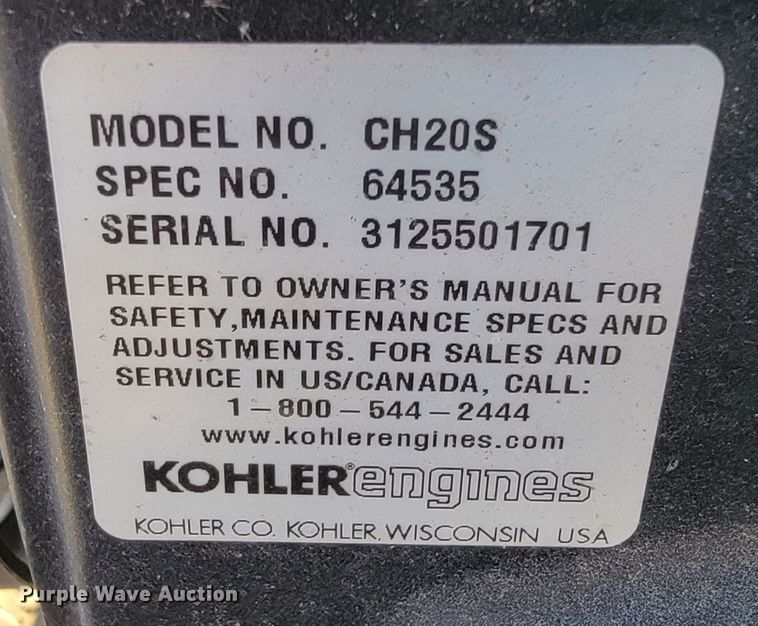 MODEL NO. CH20S
SPEC NO. 64535
SERIAL NO. 3125501701
REFER TO OWNER'S MANUAL FOR
SAFETY,MAINTENANCE SPECS AND
ADJUSTMENTS. FOR SALES AND
SERVICE IN US/CANADA, CALL:
1-800-544-2444
www.kohlerengines.com
KOHLER® engines
KOHLER CO. KOHLER, WISCONSIN USA
Purple Wave Auction